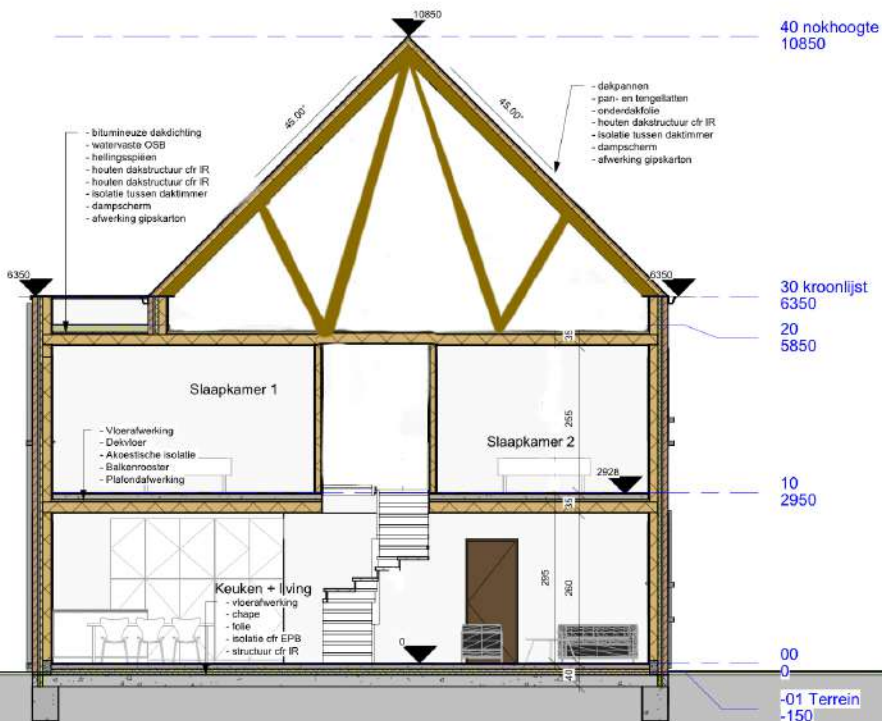 10850
40 nokhoogte
10850
45.00°
45.00°
- dakpannen
- pan- en tengellatten
- onderdakfolie
- houten dakstructuur cfr IR
- isolatie tussen daktimmer
- dampscherm
- afwerking gipskarton
- bitumineuze dakdichting
- watervaste OSB
- hellingsspiëen
- houten dakstructuur cfr IR
- houten dakstructuur cfr IR
- isolatie tussen daktimmer
- dampscherm
- afwerking gipskarton
6350
6350
30 kroonlijst
6350
20
5850
35
Slaapkamer 1
255
Slaapkamer 2
- Vloerafwerking
- Dekvloer
- Akoestische isolatie
- Balkenrooster
- Plafondafwerking
2928
10
2950
35
295
260
Keuken + living
- vloerafwerking
- chape
- folie
- isolatie cfr EPB
- structuur cfr IR
0
00
0
40
-01 Terrein
-150